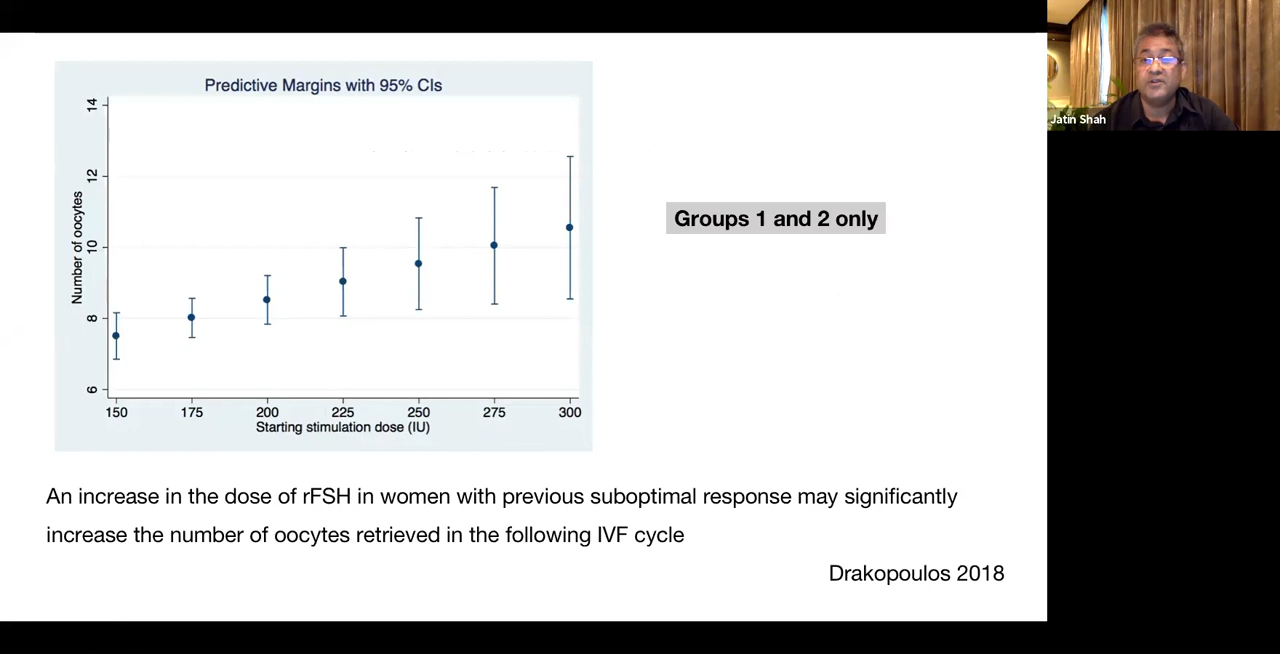 Predictive Margins with 95% CIs
Number of oocytes
14
12
10
8
6
150 175 200 225 250 275 300
Starting stimulation dose (IU)
Groups 1 and 2 only
An increase in the dose of rFSH in women with previous suboptimal response may significantly
increase the number of oocytes retrieved in the following IVF cycle
Drakopoulos 2018
Jatin Shah